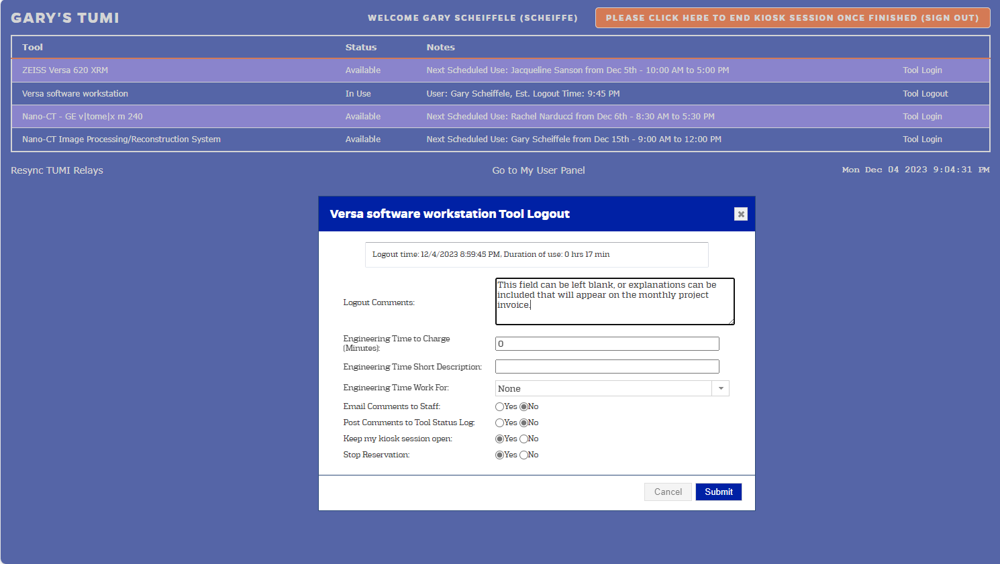 GARY'S TUMI
WELCOME GARY SCHEIFFELE (SCHEIFFE)
PLEASE CLICK HERE TO END KIOSK SESSION ONCE FINISHED (SIGN OUT)
Tool Status Notes
ZEISS Versa 620 XRM Available Next Scheduled Use: Jacqueline Sanson from Dec 5th - 10:00 AM to 5:00 PM Tool Login
Versa software workstation In Use User: Gary Scheiffele, Est. Logout Time: 9:45 PM Tool Logout
Nano-CT - GE v|tome|x m 240 Available Next Scheduled Use: Rachel Narducci from Dec 6th - 8:30 AM to 5:30 PM Tool Login
Nano-CT Image Processing/Reconstruction System Available Next Scheduled Use: Gary Scheiffele from Dec 15th - 9:00 AM to 12:00 PM Tool Login
Resync TUMI Relays Go to My User Panel Mon Dec 04 2023 9:04:31 PM
Versa software workstation Tool Logout
Logout time: 12/4/2023 8:59:45 PM, Duration of use: 0 hrs 17 min
Logout Comments:
This field can be left blank, or explanations can be
included that will appear on the monthly project
invoice.
Engineering Time to Charge
(Minutes):
0
Engineering Time Short Description:
Engineering Time Work For: None
Email Comments to Staff: Yes No
Post Comments to Tool Status Log: Yes No
Keep my kiosk session open: Yes No
Stop Reservation: Yes No
Cancel Submit